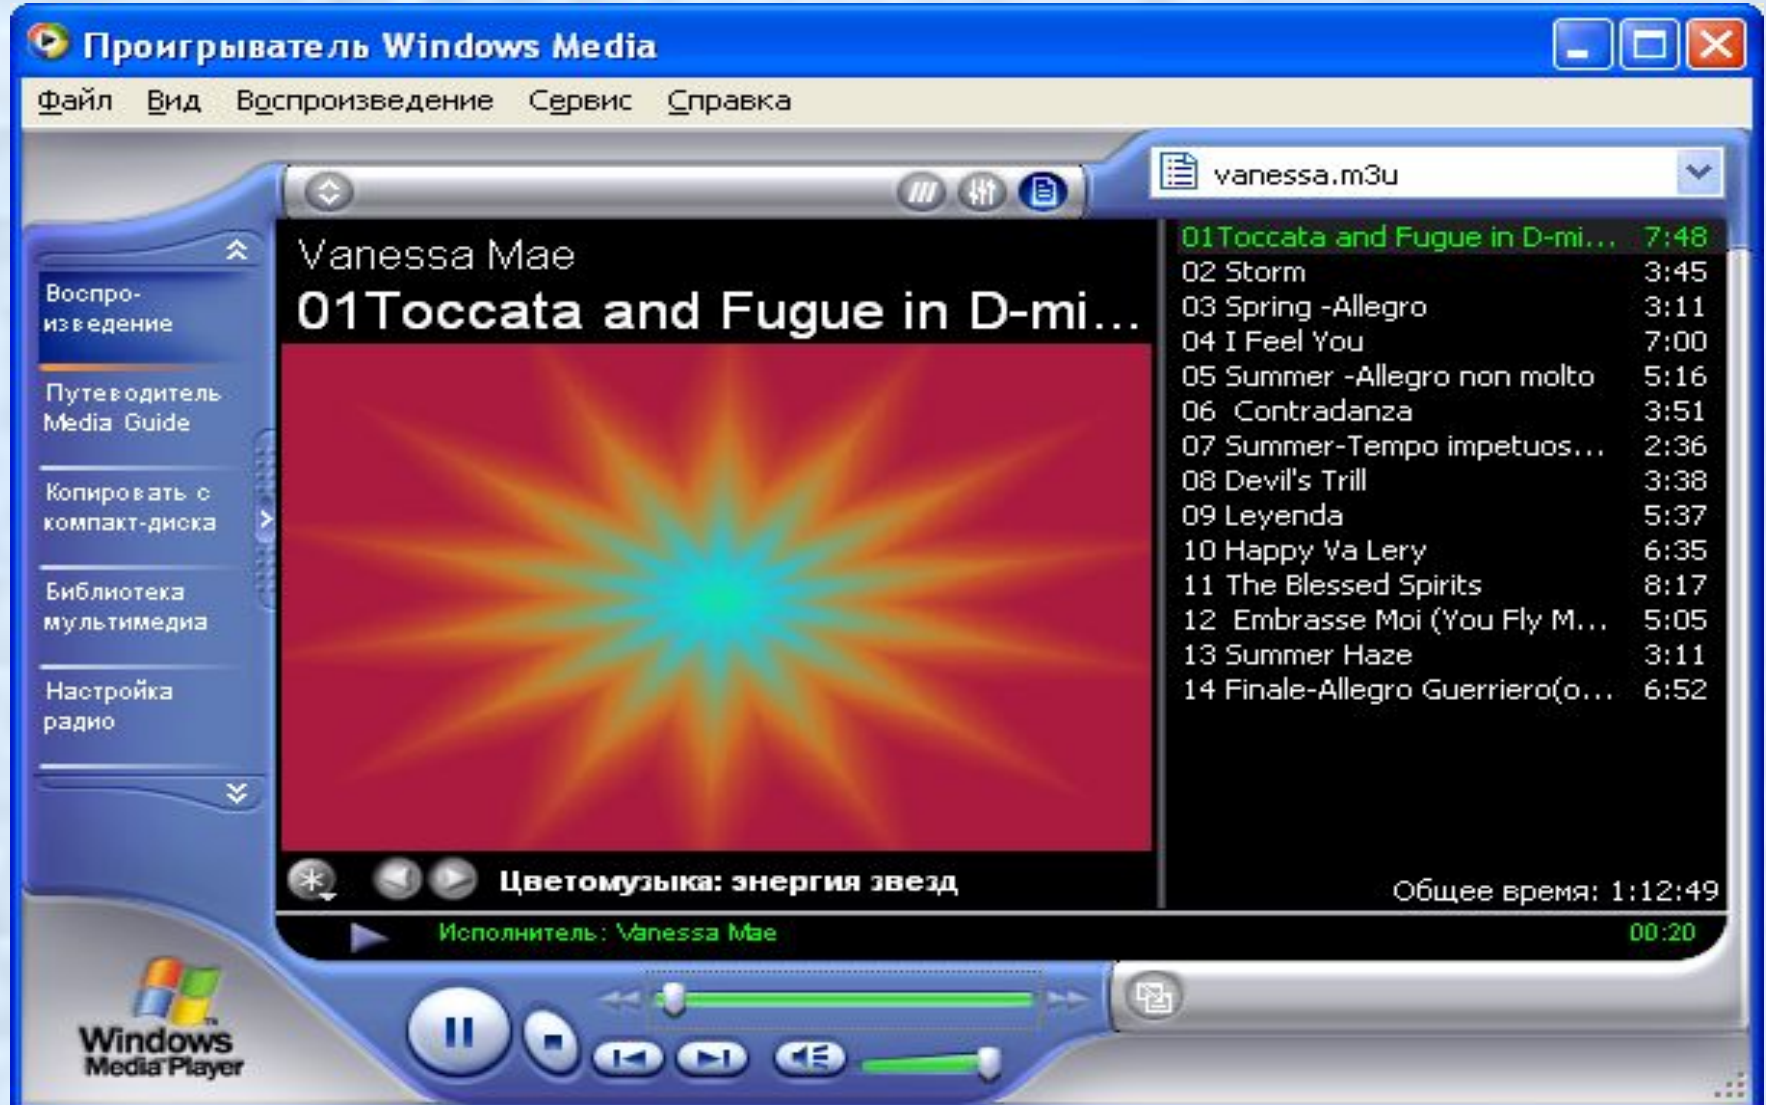 Проигрыватель Windows Media
Файл Вид Воспроизведение Сервис Справка
vanessa.m3u
Воспро-
изведение
Путеводитель
Media Guide
Копировать с
компакт-диска
Библиотека
мультимедиа
Настройка
радио
Vanessa Mae
01Toccata and Fugue in D-mi...
01Toccata and Fugue in D-mi... 7:48
02 Storm 3:45
03 Spring -Allegro 3:11
04 I Feel You 7:00
05 Summer -Allegro non molto 5:16
06 Contradanza 3:51
07 Summer-Tempo impetuos... 2:36
08 Devil's Trill 3:38
09 Leyenda 5:37
10 Happy Va Lery 6:35
11 The Blessed Spirits 8:17
12 Embrasse Moi (You Fly M... 5:05
13 Summer Haze 3:11
14 Finale-Allegro Guerriero(o... 6:52
Цветомузыка: энергия звезд
Общее время: 1:12:49
Исполнитель: Vanessa Mae 00:20
Windows
Media Player